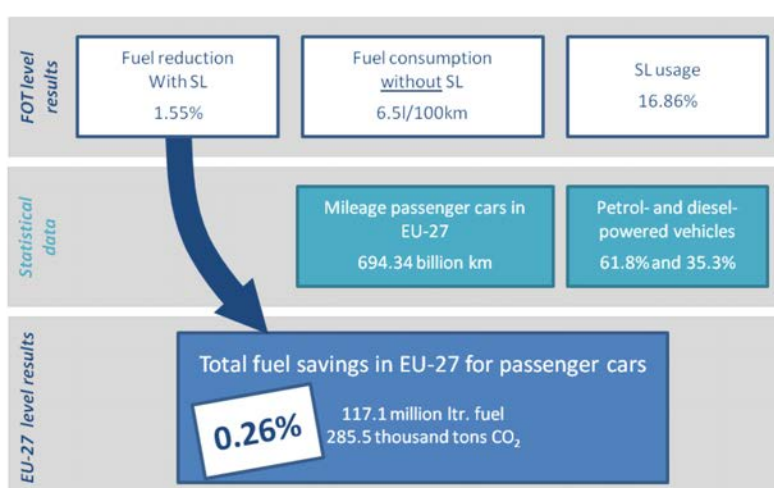 FOT level
results
Fuel reduction
With SL
1.55%
Fuel consumption
without SL
6.5l/100km
SL usage
16.86%
Statistical
data
Mileage passenger cars in
EU-27
694.34 billion km
Petrol- and diesel-
powered vehicles
61.8% and 35.3%
EU-27 level results
Total fuel savings in EU-27 for passenger cars
0.26%
117.1 million ltr. fuel
285.5 thousand tons CO₂